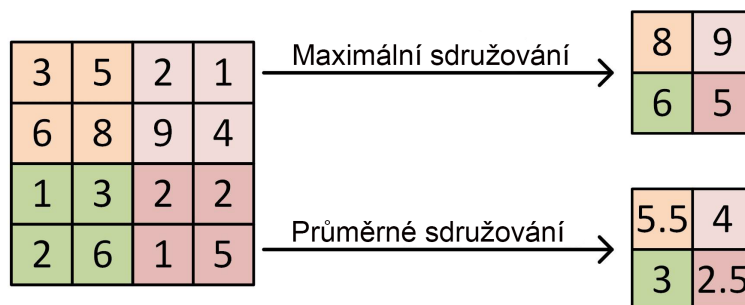 3 5 2 1
6 8 9 4
1 3 2 2
2 6 1 5
Maximální sdružování
8 9
6 5
Průměrné sdružování
5.5 4
3 2.5